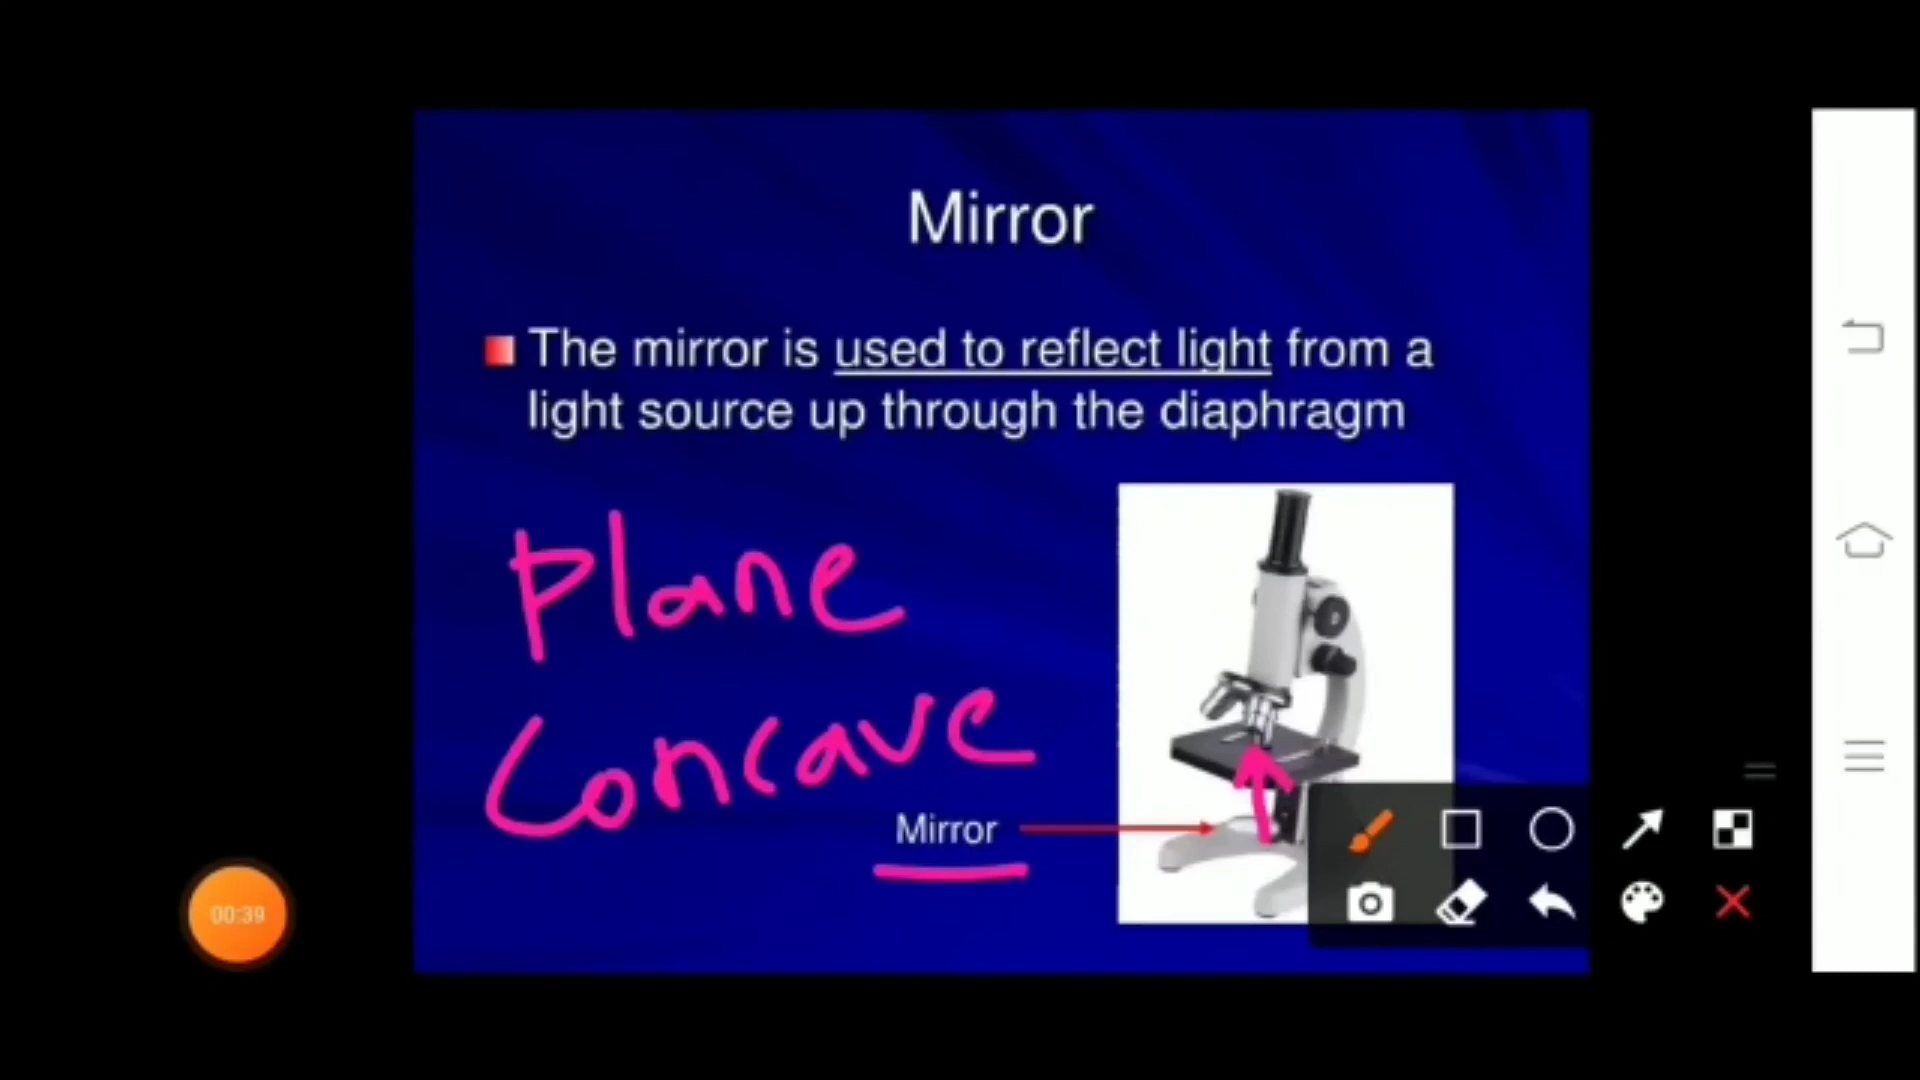 Mirror
The mirror is used to reflect light from a
light source up through the diaphragm
Plane
Concave
Mirror
00:39